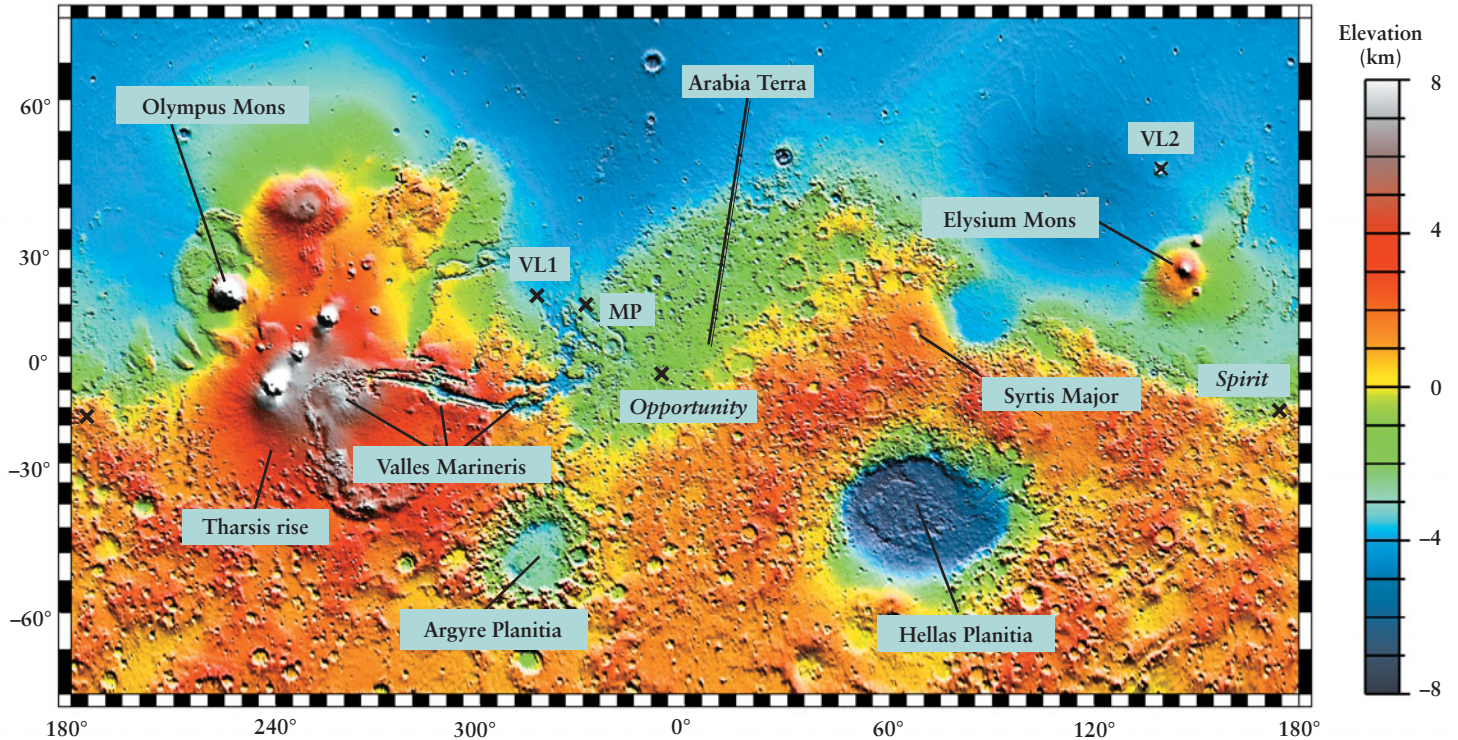 Elevation
(km)
8
4
0
–4
–8
60°
30°
0°
–30°
–60°
Olympus Mons
Arabia Terra
VL2
Elysium Mons
VL1
MP
Opportunity
Spirit
Syrtis Major
Valles Marineris
Tharsis rise
Argyre Planitia
Hellas Planitia
180°
240°
300°
0°
60°
120°
180°